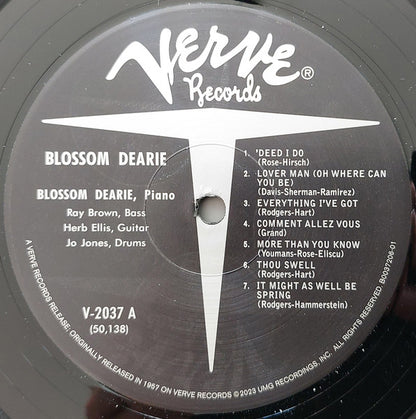 Verve®
Records
BLOSSOM DEARIE
BLOSSOM DEARIE, Piano
Ray Brown, Bass
Herb Ellis, Guitar
Jo Jones, Drums
V-2037 A
(50,138)
1. 'DEED I DO
(Rose-Hirsch)
2. LOVER MAN (OH WHERE CAN
YOU BE)
(Davis-Sherman-Ramirez)
3. EVERYTHING I'VE GOT
(Rodgers-Hart)
4. COMMENT ALLEZ VOUS
(Grand)
5. MORE THAN YOU KNOW
(Youmans-Rose-Eliscu)
6. THOU SWELL
(Rodgers-Hart)
7. IT MIGHT AS WELL BE
SPRING
(Rodgers-Hammerstein)
A VERVE RECORDS RELEASE; ORIGINALLY RELEASED IN 1957 ON VERVE RECORDS ℗©2023 UMG RECORDINGS, INC. ALL RIGHTS RESERVED B0037206-01